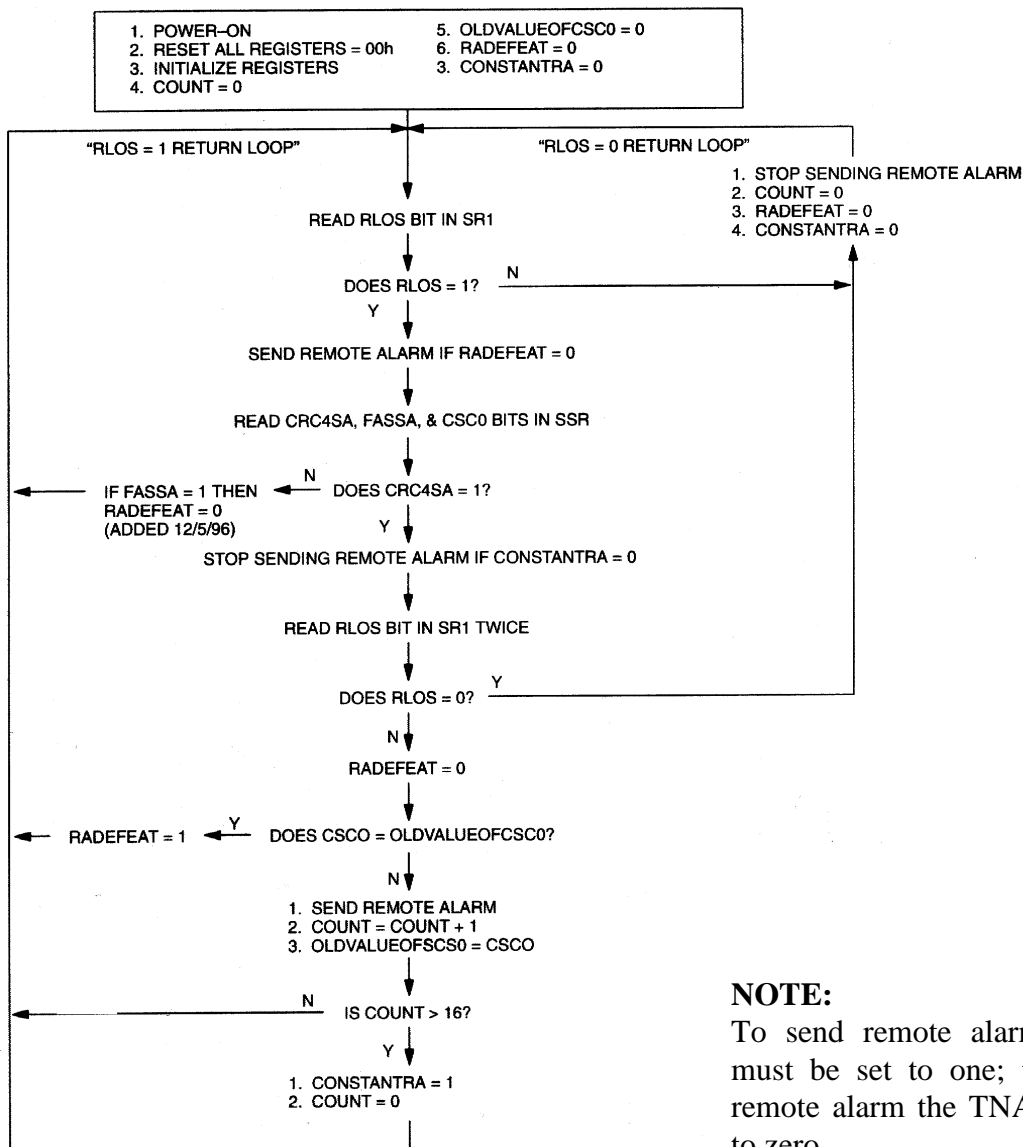 1. POWER–ON
2. RESET ALL REGISTERS = 00h
3. INITIALIZE REGISTERS
4. COUNT = 0
5. OLDVALUEOFCSC0 = 0
6. RADEFEAT = 0
3. CONSTANTRA = 0
“RLOS = 1 RETURN LOOP”
“RLOS = 0 RETURN LOOP”
1. STOP SENDING REMOTE ALARM
2. COUNT = 0
3. RADEFEAT = 0
4. CONSTANTRA = 0
READ RLOS BIT IN SR1
DOES RLOS = 1?
N
Y
SEND REMOTE ALARM IF RADEFEAT = 0
READ CRC4SA, FASSA, & CSC0 BITS IN SSR
DOES CRC4SA = 1?
N
IF FASSA = 1 THEN
RADEFEAT = 0
(ADDED 12/5/96)
Y
STOP SENDING REMOTE ALARM IF CONSTANTRA = 0
READ RLOS BIT IN SR1 TWICE
DOES RLOS = 0?
Y
N
RADEFEAT = 0
DOES CSCO = OLDVALUEOFCSC0?
Y
RADEFEAT = 1
N
1. SEND REMOTE ALARM
2. COUNT = COUNT + 1
3. OLDVALUEOFSCS0 = CSCO
IS COUNT > 16?
N
Y
1. CONSTANTRA = 1
2. COUNT = 0
NOTE:
To send remote alarm
must be set to one;
remote alarm the TNA
to zero